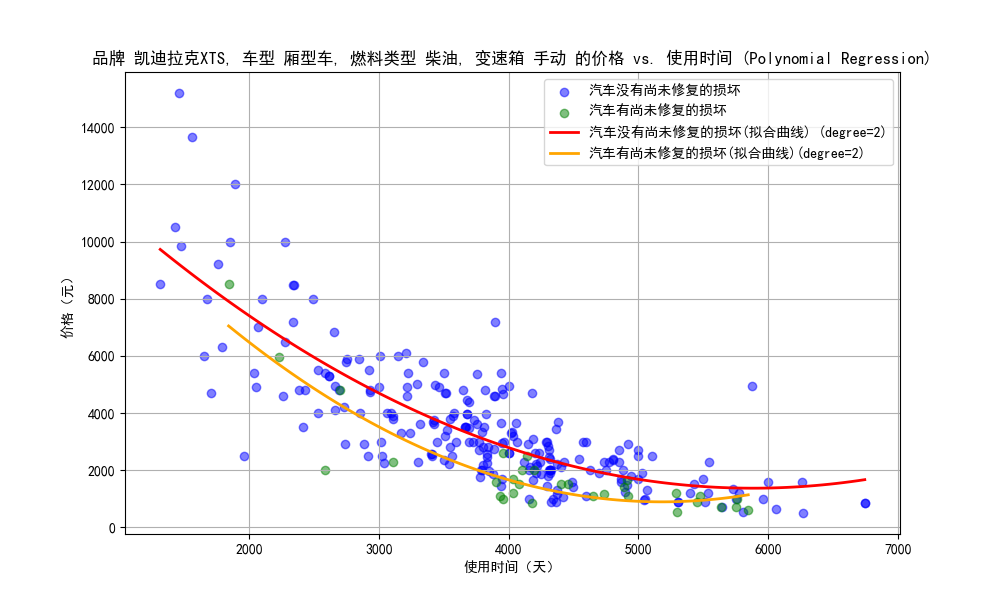 品牌 凯迪拉克XTS, 车型 厢型车, 燃料类型 柴油, 变速箱 手动 的价格 vs. 使用时间 (Polynomial Regression)
汽车没有尚未修复的损坏
汽车有尚未修复的损坏
汽车没有尚未修复的损坏(拟合曲线) (degree=2)
汽车有尚未修复的损坏(拟合曲线)(degree=2)
价格（元）
14000
12000
10000
8000
6000
4000
2000
0
2000 3000 4000 5000 6000 7000
使用时间（天）